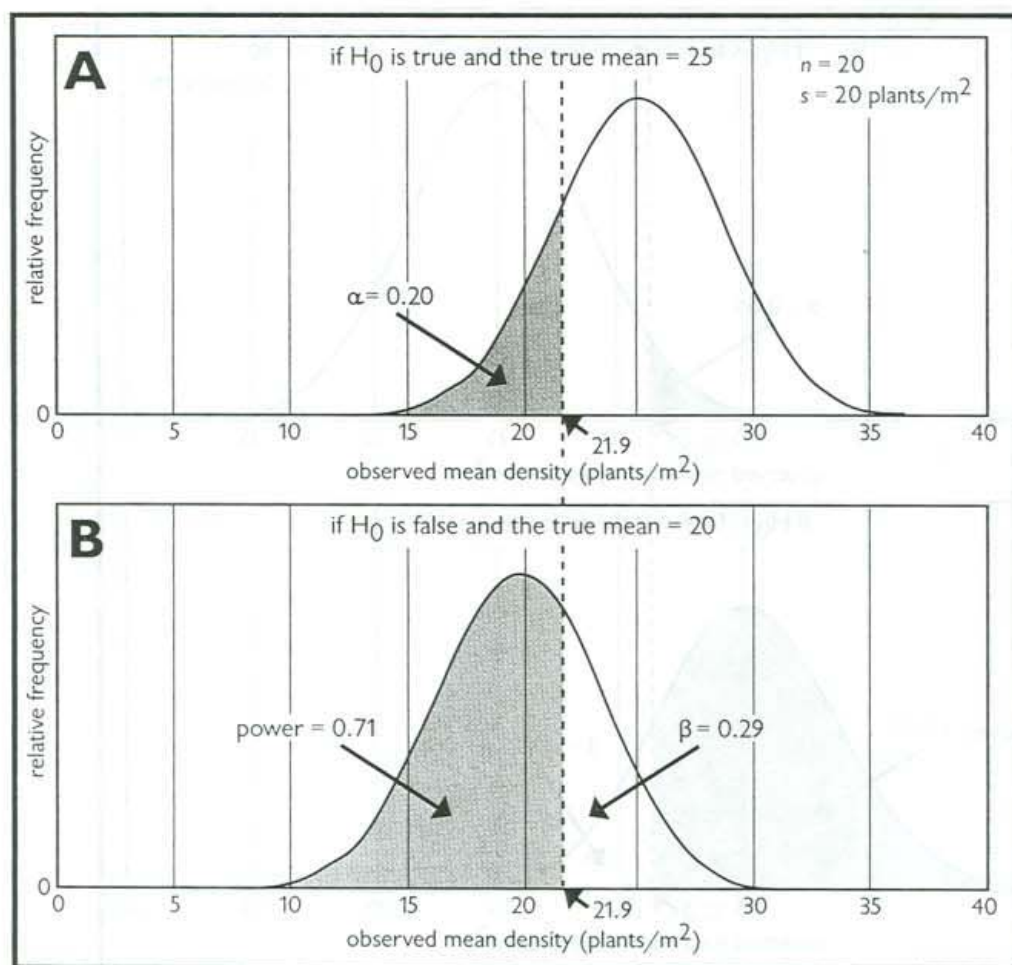 A
if H₀ is true and the true mean = 25
n = 20
s = 20 plants/m²
relative frequency
α = 0.20
0
0 5 10 15 20 30 35 40
21.9
observed mean density (plants/m²)
B
if H₀ is false and the true mean = 20
relative frequency
power = 0.71
β = 0.29
0
0 5 10 15 20 25 30 35 40
21.9
observed mean density (plants/m²)